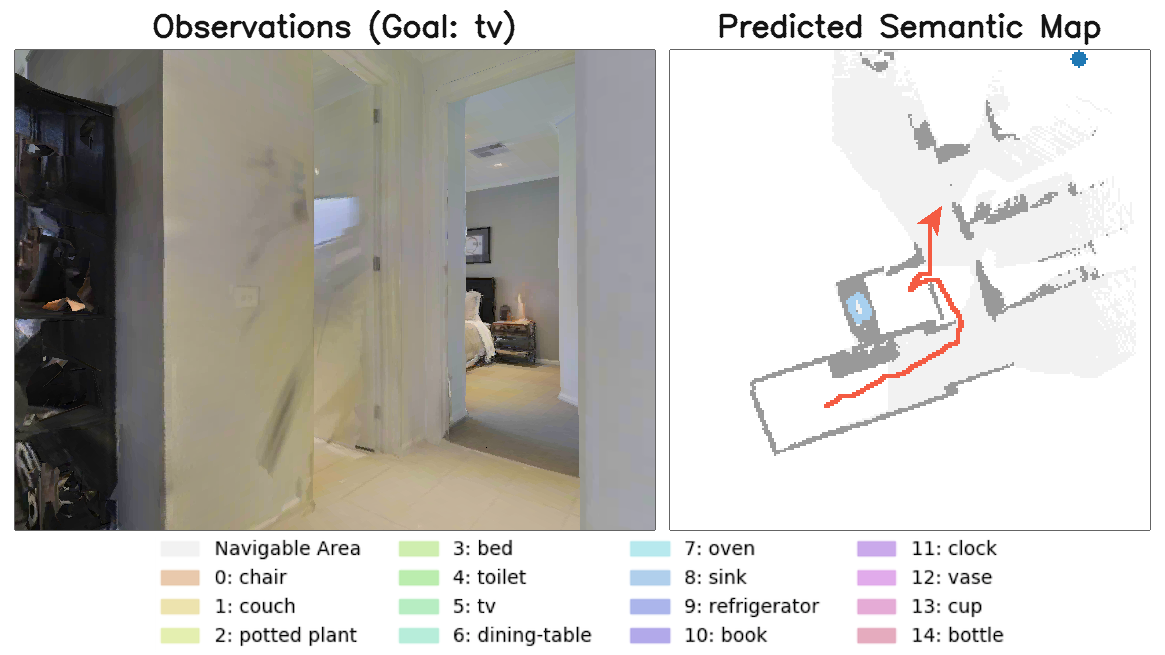 Observations (Goal: tv)
Predicted Semantic Map
Navigable Area
0: chair
1: couch
2: potted plant
3: bed
4: toilet
5: tv
6: dining-table
7: oven
8: sink
9: refrigerator
10: book
11: clock
12: vase
13: cup
14: bottle